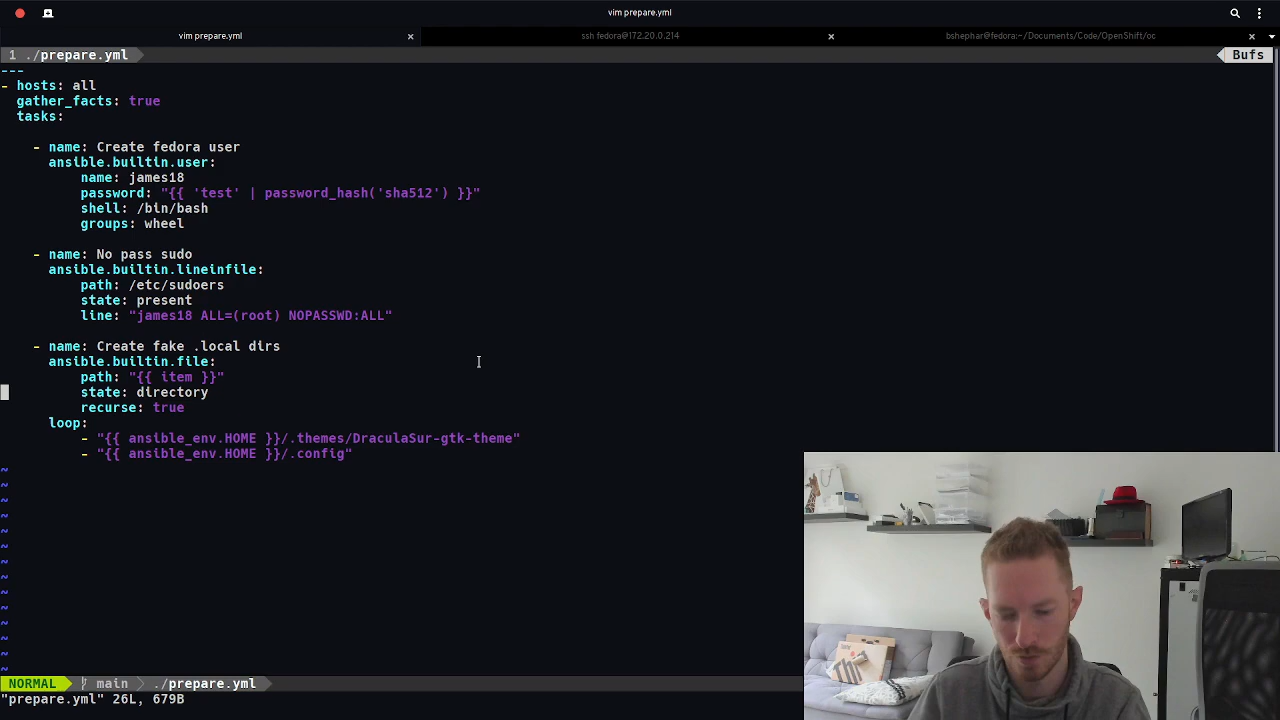 vim prepare.yml
vim prepare.yml
ssh fedora@172.20.0.214
bshephar@fedora:~/Documents/Code/OpenShift/oc
1 ./prepare.yml
Bufs
---
- hosts: all
gather_facts: true
tasks:
- name: Create fedora user
ansible.builtin.user:
name: james18
password: "{{ 'test' | password_hash('sha512') }}"
shell: /bin/bash
groups: wheel
- name: No pass sudo
ansible.builtin.lineinfile:
path: /etc/sudoers
state: present
line: "james18 ALL=(root) NOPASSWD:ALL"
- name: Create fake .local dirs
ansible.builtin.file:
path: "{{ item }}"
state: directory
recurse: true
loop:
- "{{ ansible_env.HOME }}/.themes/DraculaSur-gtk-theme"
- "{{ ansible_env.HOME }}/.config"
~
~
~
~
~
~
~
~
~
~
~
~
~
~
NORMAL main ./prepare.yml
"prepare.yml" 26L, 679B